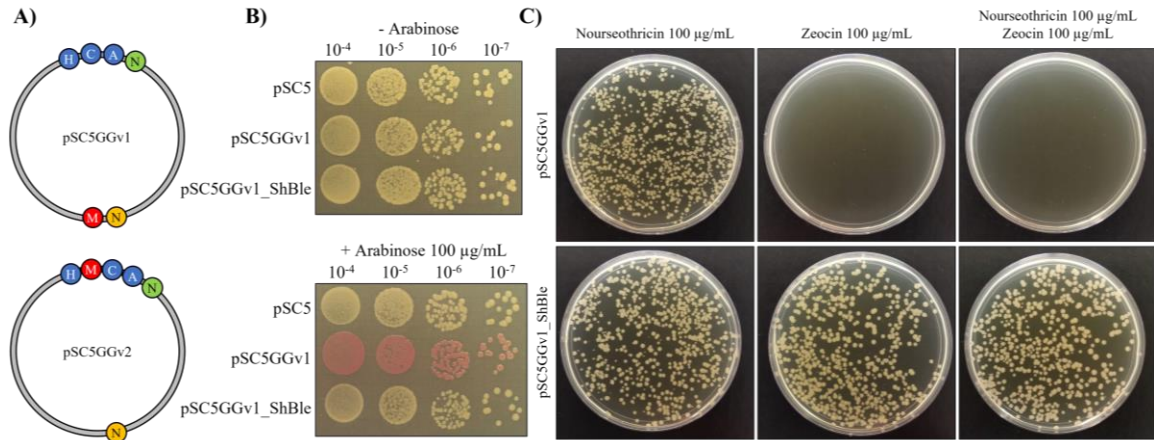 A)
H C A N
pSC5GGv1
M N
H M C A N
pSC5GGv2
N
B)
- Arabinose
10-4 10-5 10-6 10-7
pSC5
pSC5GGv1
pSC5GGv1_ShBle
+ Arabinose 100 µg/mL
10-4 10-5 10-6 10-7
pSC5
pSC5GGv1
pSC5GGv1_ShBle
C)
Nourseothricin 100 µg/mL
Zeocin 100 µg/mL
Nourseothricin 100 µg/mL
Zeocin 100 µg/mL
pSC5GGv1
pSC5GGv1_ShBle